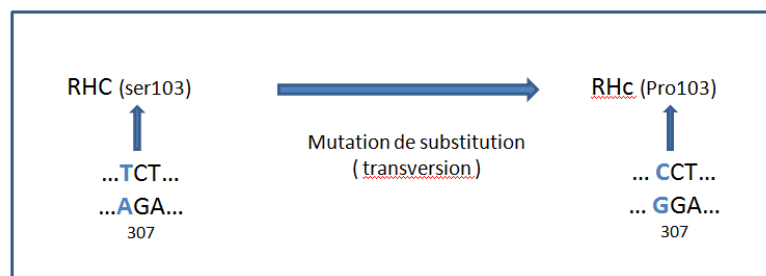 RHC (ser103)
RHc (Pro103)
Mutation de substitution
( transversion)
...TCT...
...AGA...
307
... CCT...
... GGA...
307